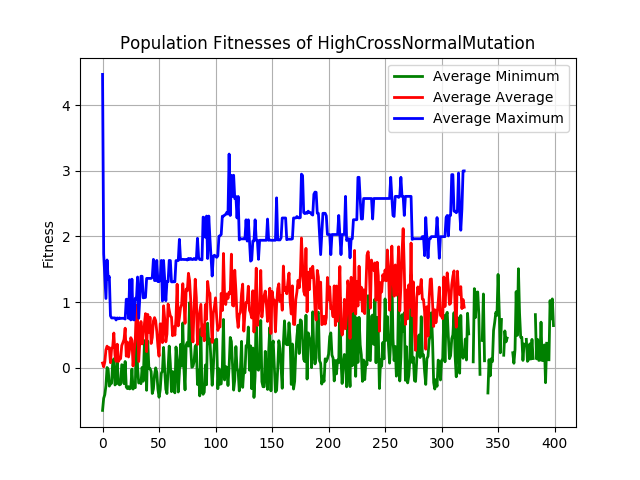 Population Fitnesses of HighCrossNormalMutation
Average Minimum
Average Average
Average Maximum
Fitness
4
3
2
1
0
0 50 100 150 200 250 300 350 400